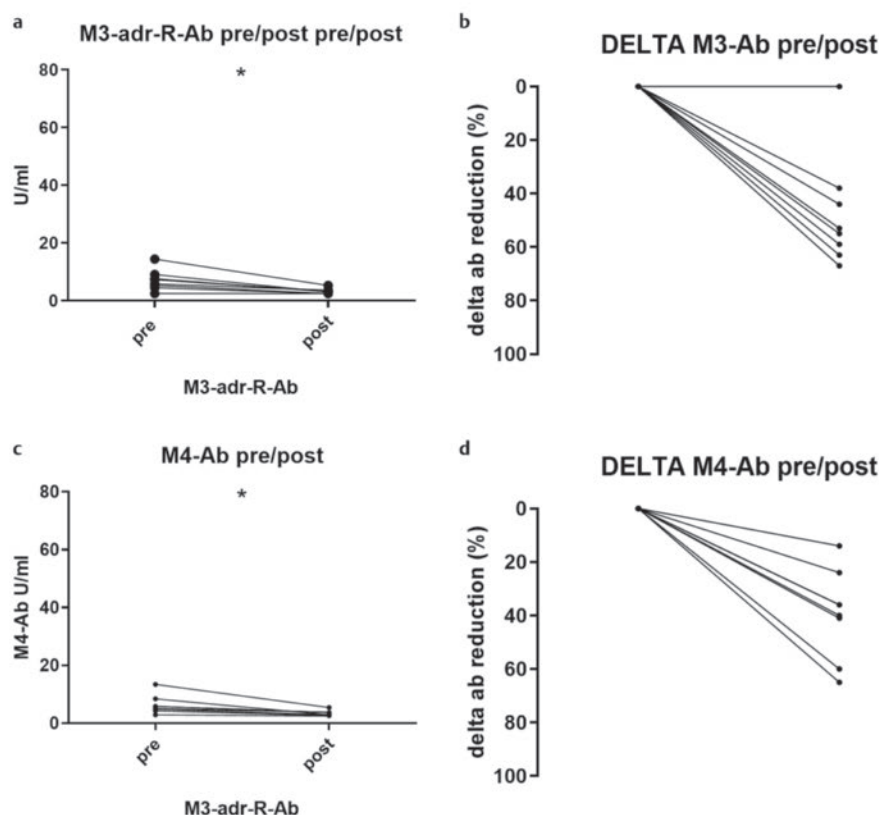 a
M3-adr-R-Ab pre/post pre/post
80
60
40
20
0
U/ml
*
pre
post
M3-adr-R-Ab
b
DELTA M3-Ab pre/post
0
20
40
60
80
100
delta ab reduction (%)
c
M4-Ab pre/post
80
60
40
20
0
M4-Ab U/ml
*
pre
post
M3-adr-R-Ab
d
DELTA M4-Ab pre/post
0
20
40
60
80
100
delta ab reduction (%)